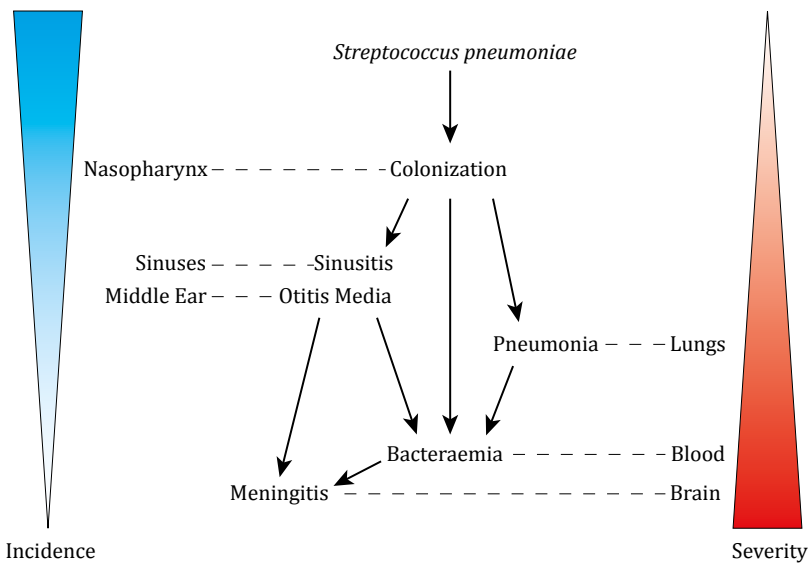 Streptococcus pneumoniae
Nasopharynx Colonization
Sinuses Sinusitis
Middle Ear Otitis Media
Pneumonia Lungs
Bacteraemia Blood
Meningitis Brain
Incidence Severity